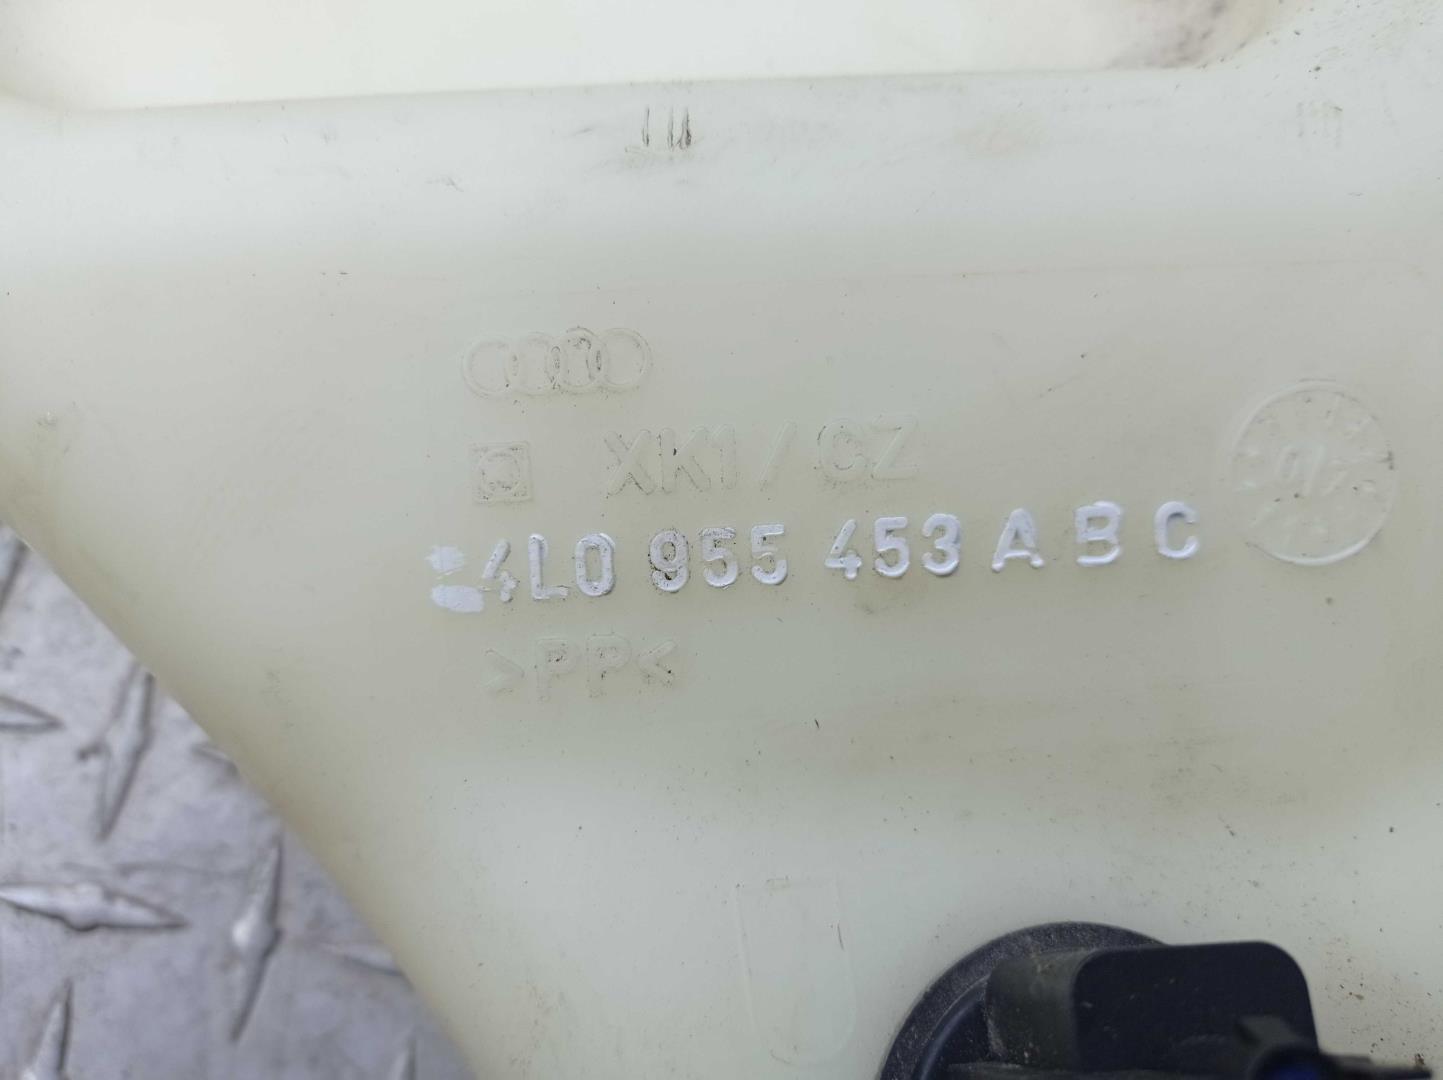 XK1 / CZ
4L0 955 453 A B C
>PP<